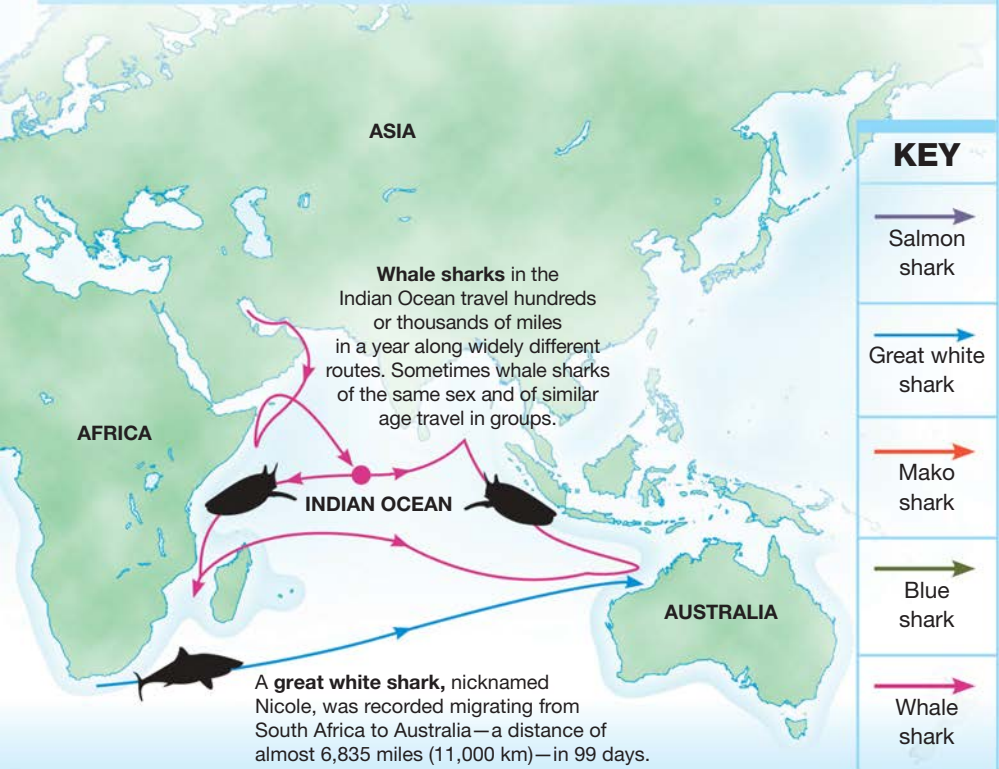 ASIA
Whale sharks in the
Indian Ocean travel hundreds
or thousands of miles
in a year along widely different
routes. Sometimes whale sharks
of the same sex and of similar
age travel in groups.
AFRICA
INDIAN OCEAN
AUSTRALIA
A great white shark, nicknamed
Nicole, was recorded migrating from
South Africa to Australia—a distance of
almost 6,835 miles (11,000 km)—in 99 days.
KEY
Salmon
shark
Great white
shark
Mako
shark
Blue
shark
Whale
shark